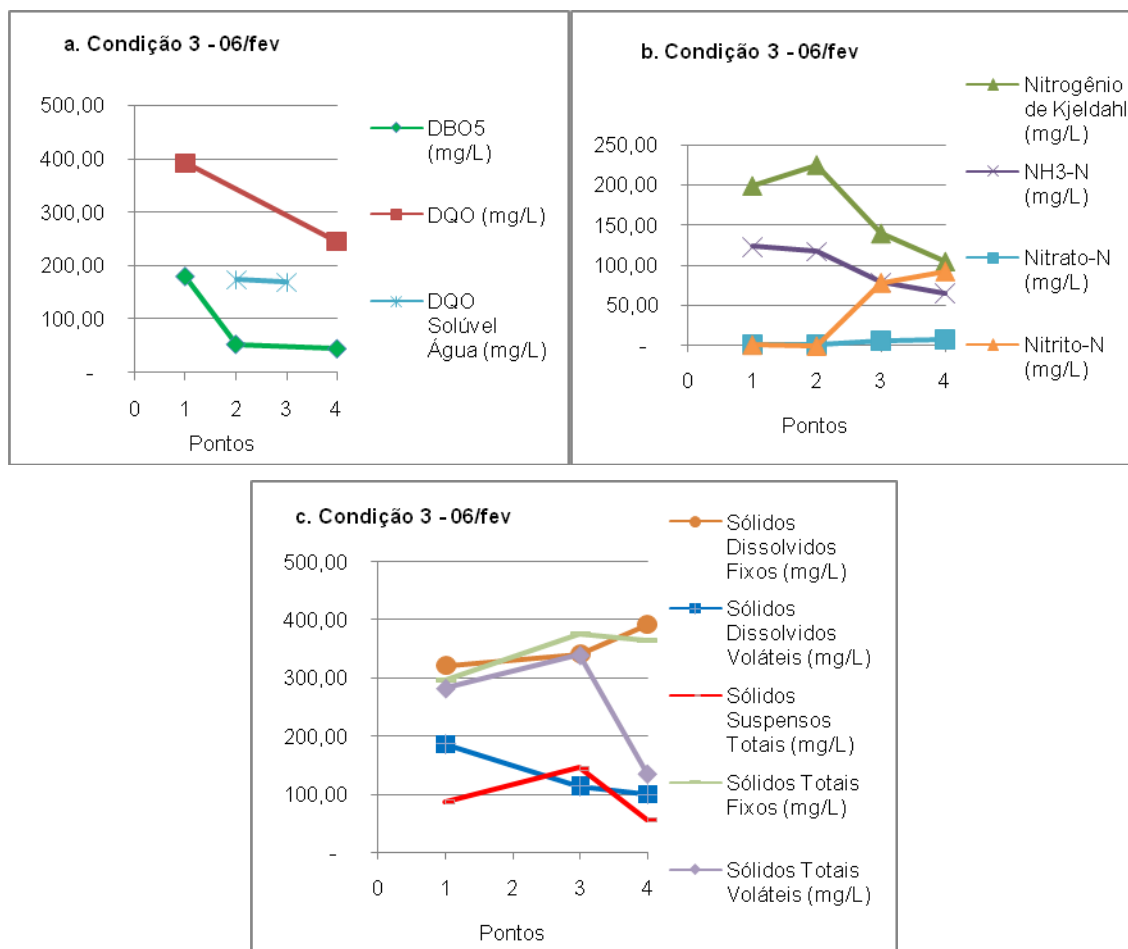 a. Condição 3 - 06/fev
500,00
400,00
300,00
200,00
100,00
-
0 1 2 3 4
Pontos
DBO5
(mg/L)
DQO (mg/L)
DQO
Solúvel
Água (mg/L)
b. Condição 3 - 06/fev
250,00
200,00
150,00
100,00
50,00
-
0 1 2 3 4
Pontos
Nitrogênio
de Kjeldahl
(mg/L)
NH3-N
(mg/L)
Nitrato-N
(mg/L)
Nitrito-N
(mg/L)
c. Condição 3 - 06/fev
500,00
400,00
300,00
200,00
100,00
-
0 1 2 3 4
Pontos
Sólidos
Dissolvidos
Fixos (mg/L)
Sólidos
Dissolvidos
Voláteis (mg/L)
Sólidos
Suspensos
Totais (mg/L)
Sólidos Totais
Fixos (mg/L)
Sólidos Totais
Voláteis (mg/L)